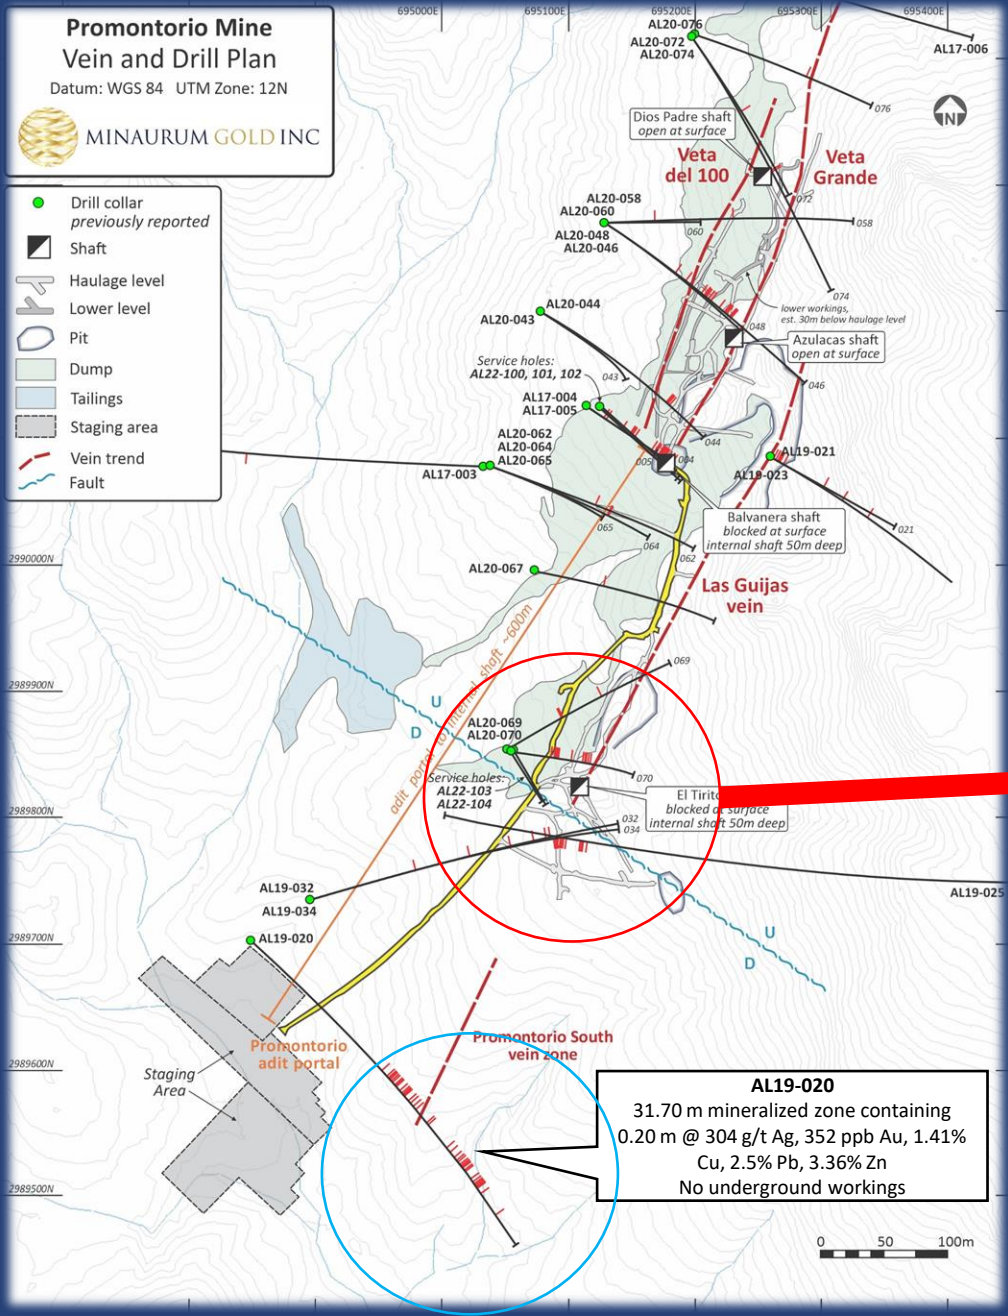 Promontorio Mine
Vein and Drill Plan
Datum: WGS 84 UTM Zone: 12N
MINAURUM GOLD INC
Drill collar
previously reported
Shaft
Haulage level
Lower level
Pit
Dump
Tailings
Staging area
Vein trend
Fault
695000E
695100E
695200E
695300E
695400E
AL20-076
AL20-072
AL20-074
AL17-006
076
N
Dios Padre shaft
open at surface
Veta
del 100
Veta
Grande
072
AL20-058
AL20-060
AL20-048
AL20-046
060
058
074
lower workings,
est. 30m below haulage level
AL20-044
AL20-043
048
Azulacas shaft
open at surface
Service holes:
AL22-100, 101, 102
043
046
AL17-004
AL17-005
044
AL20-062
AL20-064
AL20-065
AL17-003
005
004
AL19-021
AL19-023
Balvanera shaft
blocked at surface
internal shaft 50m deep
065
064
062
021
2990000N
AL20-067
Las Guijas
vein
adit portal to internal shaft ~600m
2989900N
069
U
D
AL20-069
AL20-070
Service holes:
AL22-103
AL22-104
070
El Tirito
blocked at surface
internal shaft 50m deep
2989800N
032
034
AL19-032
AL19-034
AL19-025
AL19-020
2989700N
U
D
Promontorio
adit portal
Promontorio South
vein zone
2989600N
Staging
Area
AL19-020
31.70 m mineralized zone containing
0.20 m @ 304 g/t Ag, 352 ppb Au, 1.41%
Cu, 2.5% Pb, 3.36% Zn
No underground workings
2989500N
0 50 100m